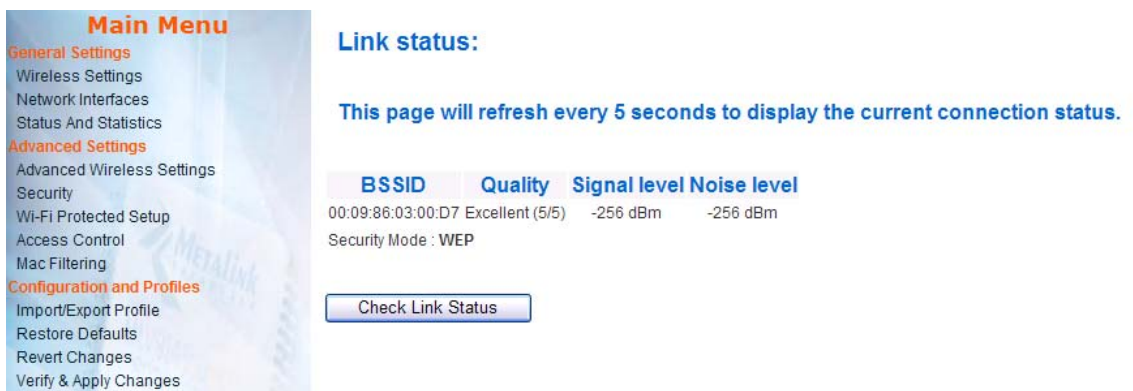 Main Menu
General Settings
Wireless Settings
Network Interfaces
Status And Statistics
Advanced Settings
Advanced Wireless Settings
Security
Wi-Fi Protected Setup
Access Control
Mac Filtering
Configuration and Profiles
Import/Export Profile
Restore Defaults
Revert Changes
Verify & Apply Changes
METALINK
Link status:
This page will refresh every 5 seconds to display the current connection status.
BSSID Quality Signal level Noise level
00:09:86:03:00:D7 Excellent (5/5) -256 dBm -256 dBm
Security Mode : WEP
Check Link Status